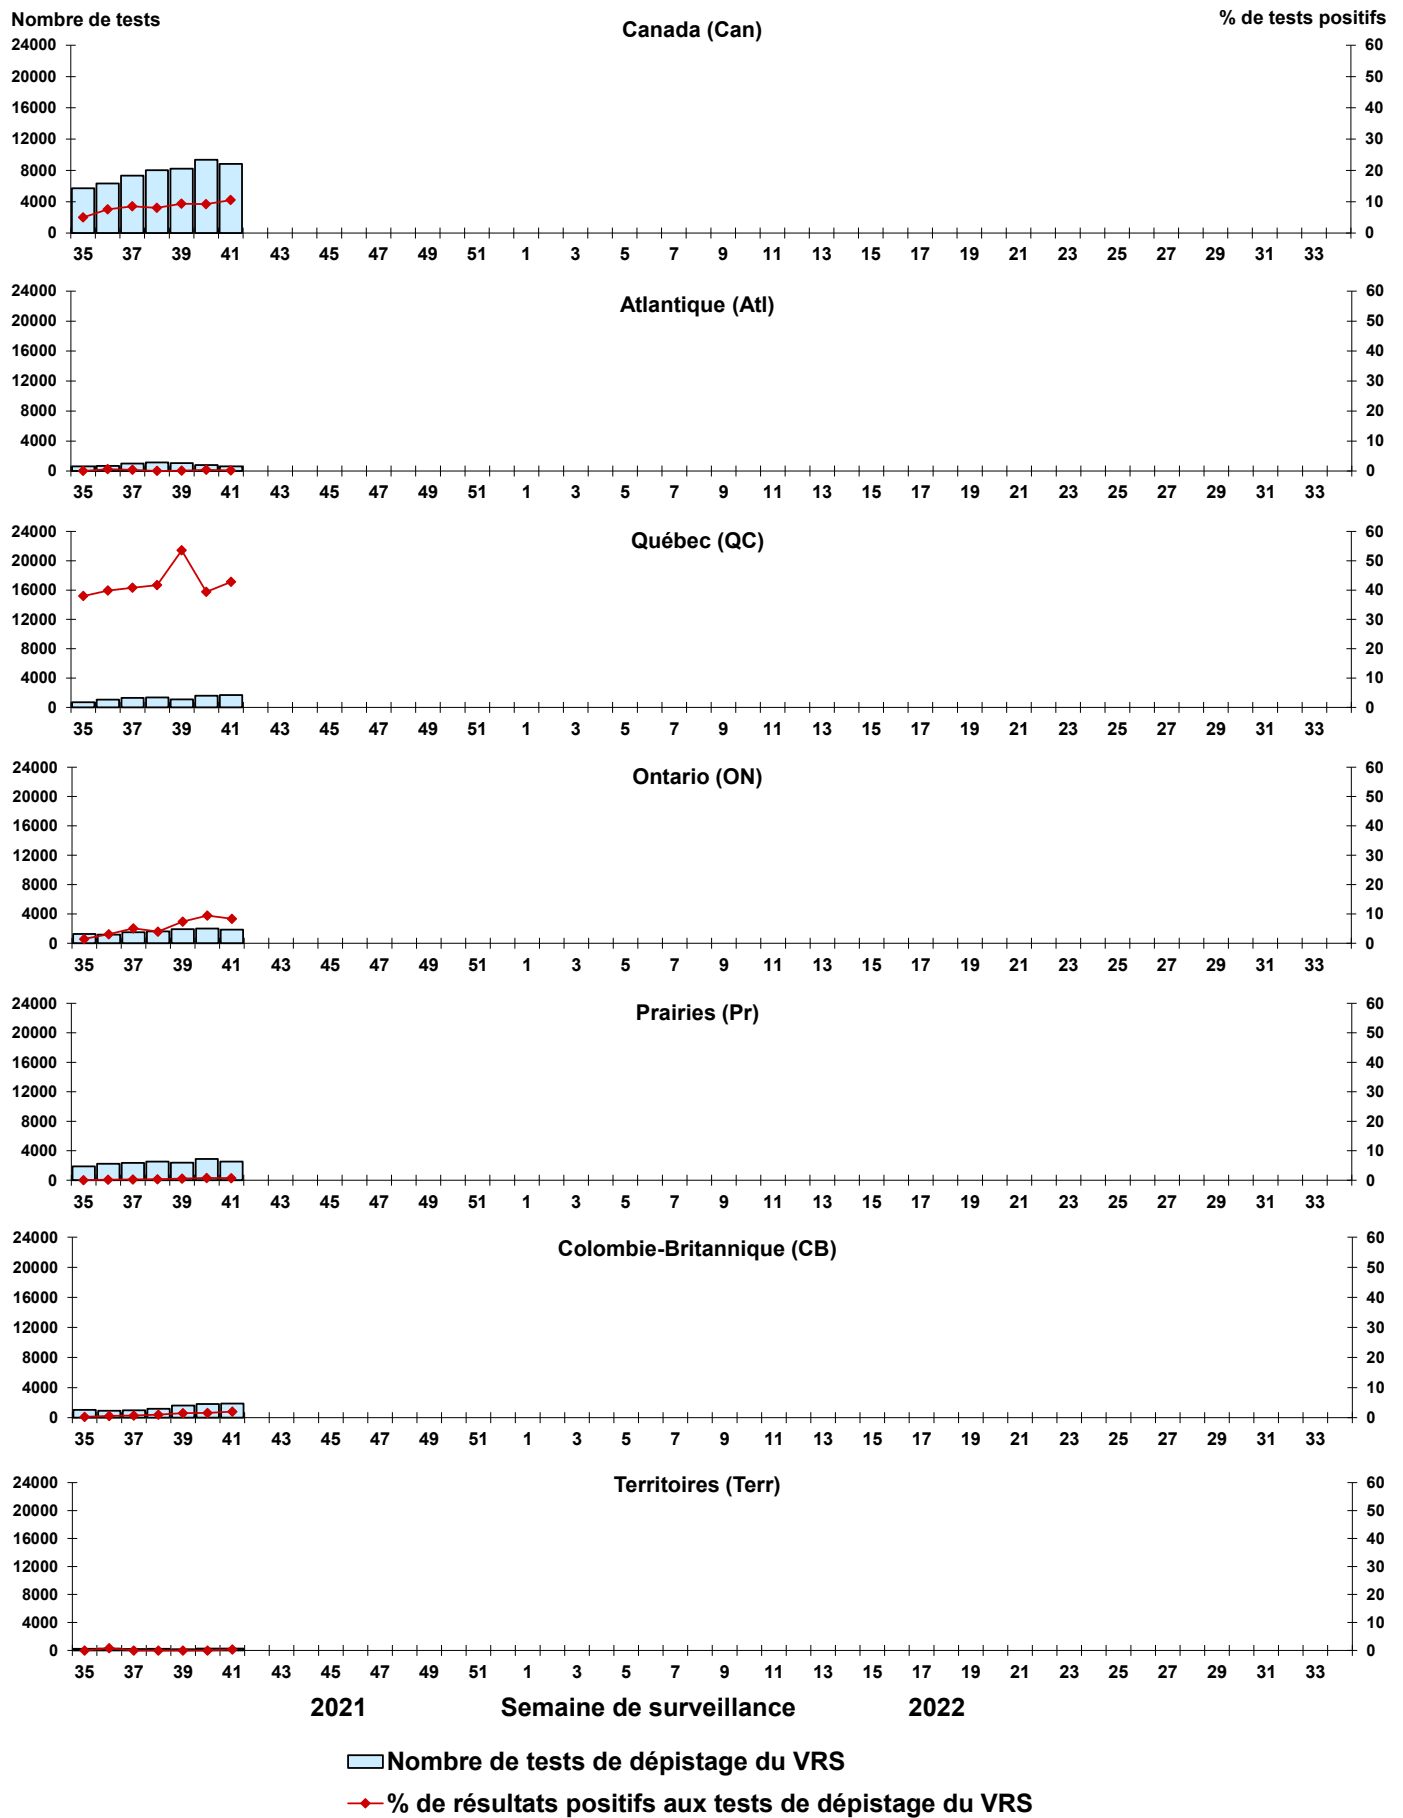 Nombre de tests
% de tests positifs
Canada (Can)
24000 60
20000 50
16000 40
12000 30
8000 20
4000 10
0 0
35 37 39 41 43 45 47 49 51 1 3 5 7 9 11 13 15 17 19 21 23 25 27 29 31 33
Atlantique (Atl)
24000 60
20000 50
16000 40
12000 30
8000 20
4000 10
0 0
35 37 39 41 43 45 47 49 51 1 3 5 7 9 11 13 15 17 19 21 23 25 27 29 31 33
Québec (QC)
24000 60
20000 50
16000 40
12000 30
8000 20
4000 10
0 0
35 37 39 41 43 45 47 49 51 1 3 5 7 9 11 13 15 17 19 21 23 25 27 29 31 33
Ontario (ON)
24000 60
20000 50
16000 40
12000 30
8000 20
4000 10
0 0
35 37 39 41 43 45 47 49 51 1 3 5 7 9 11 13 15 17 19 21 23 25 27 29 31 33
Prairies (Pr)
24000 60
20000 50
16000 40
12000 30
8000 20
4000 10
0 0
35 37 39 41 43 45 47 49 51 1 3 5 7 9 11 13 15 17 19 21 23 25 27 29 31 33
Colombie-Britannique (CB)
24000 60
20000 50
16000 40
12000 30
8000 20
4000 10
0 0
35 37 39 41 43 45 47 49 51 1 3 5 7 9 11 13 15 17 19 21 23 25 27 29 31 33
Territoires (Terr)
24000 60
20000 50
16000 40
12000 30
8000 20
4000 10
0 0
35 37 39 41 43 45 47 49 51 1 3 5 7 9 11 13 15 17 19 21 23 25 27 29 31 33
2021 Semaine de surveillance 2022
Nombre de tests de dépistage du VRS
% de résultats positifs aux tests de dépistage du VRS